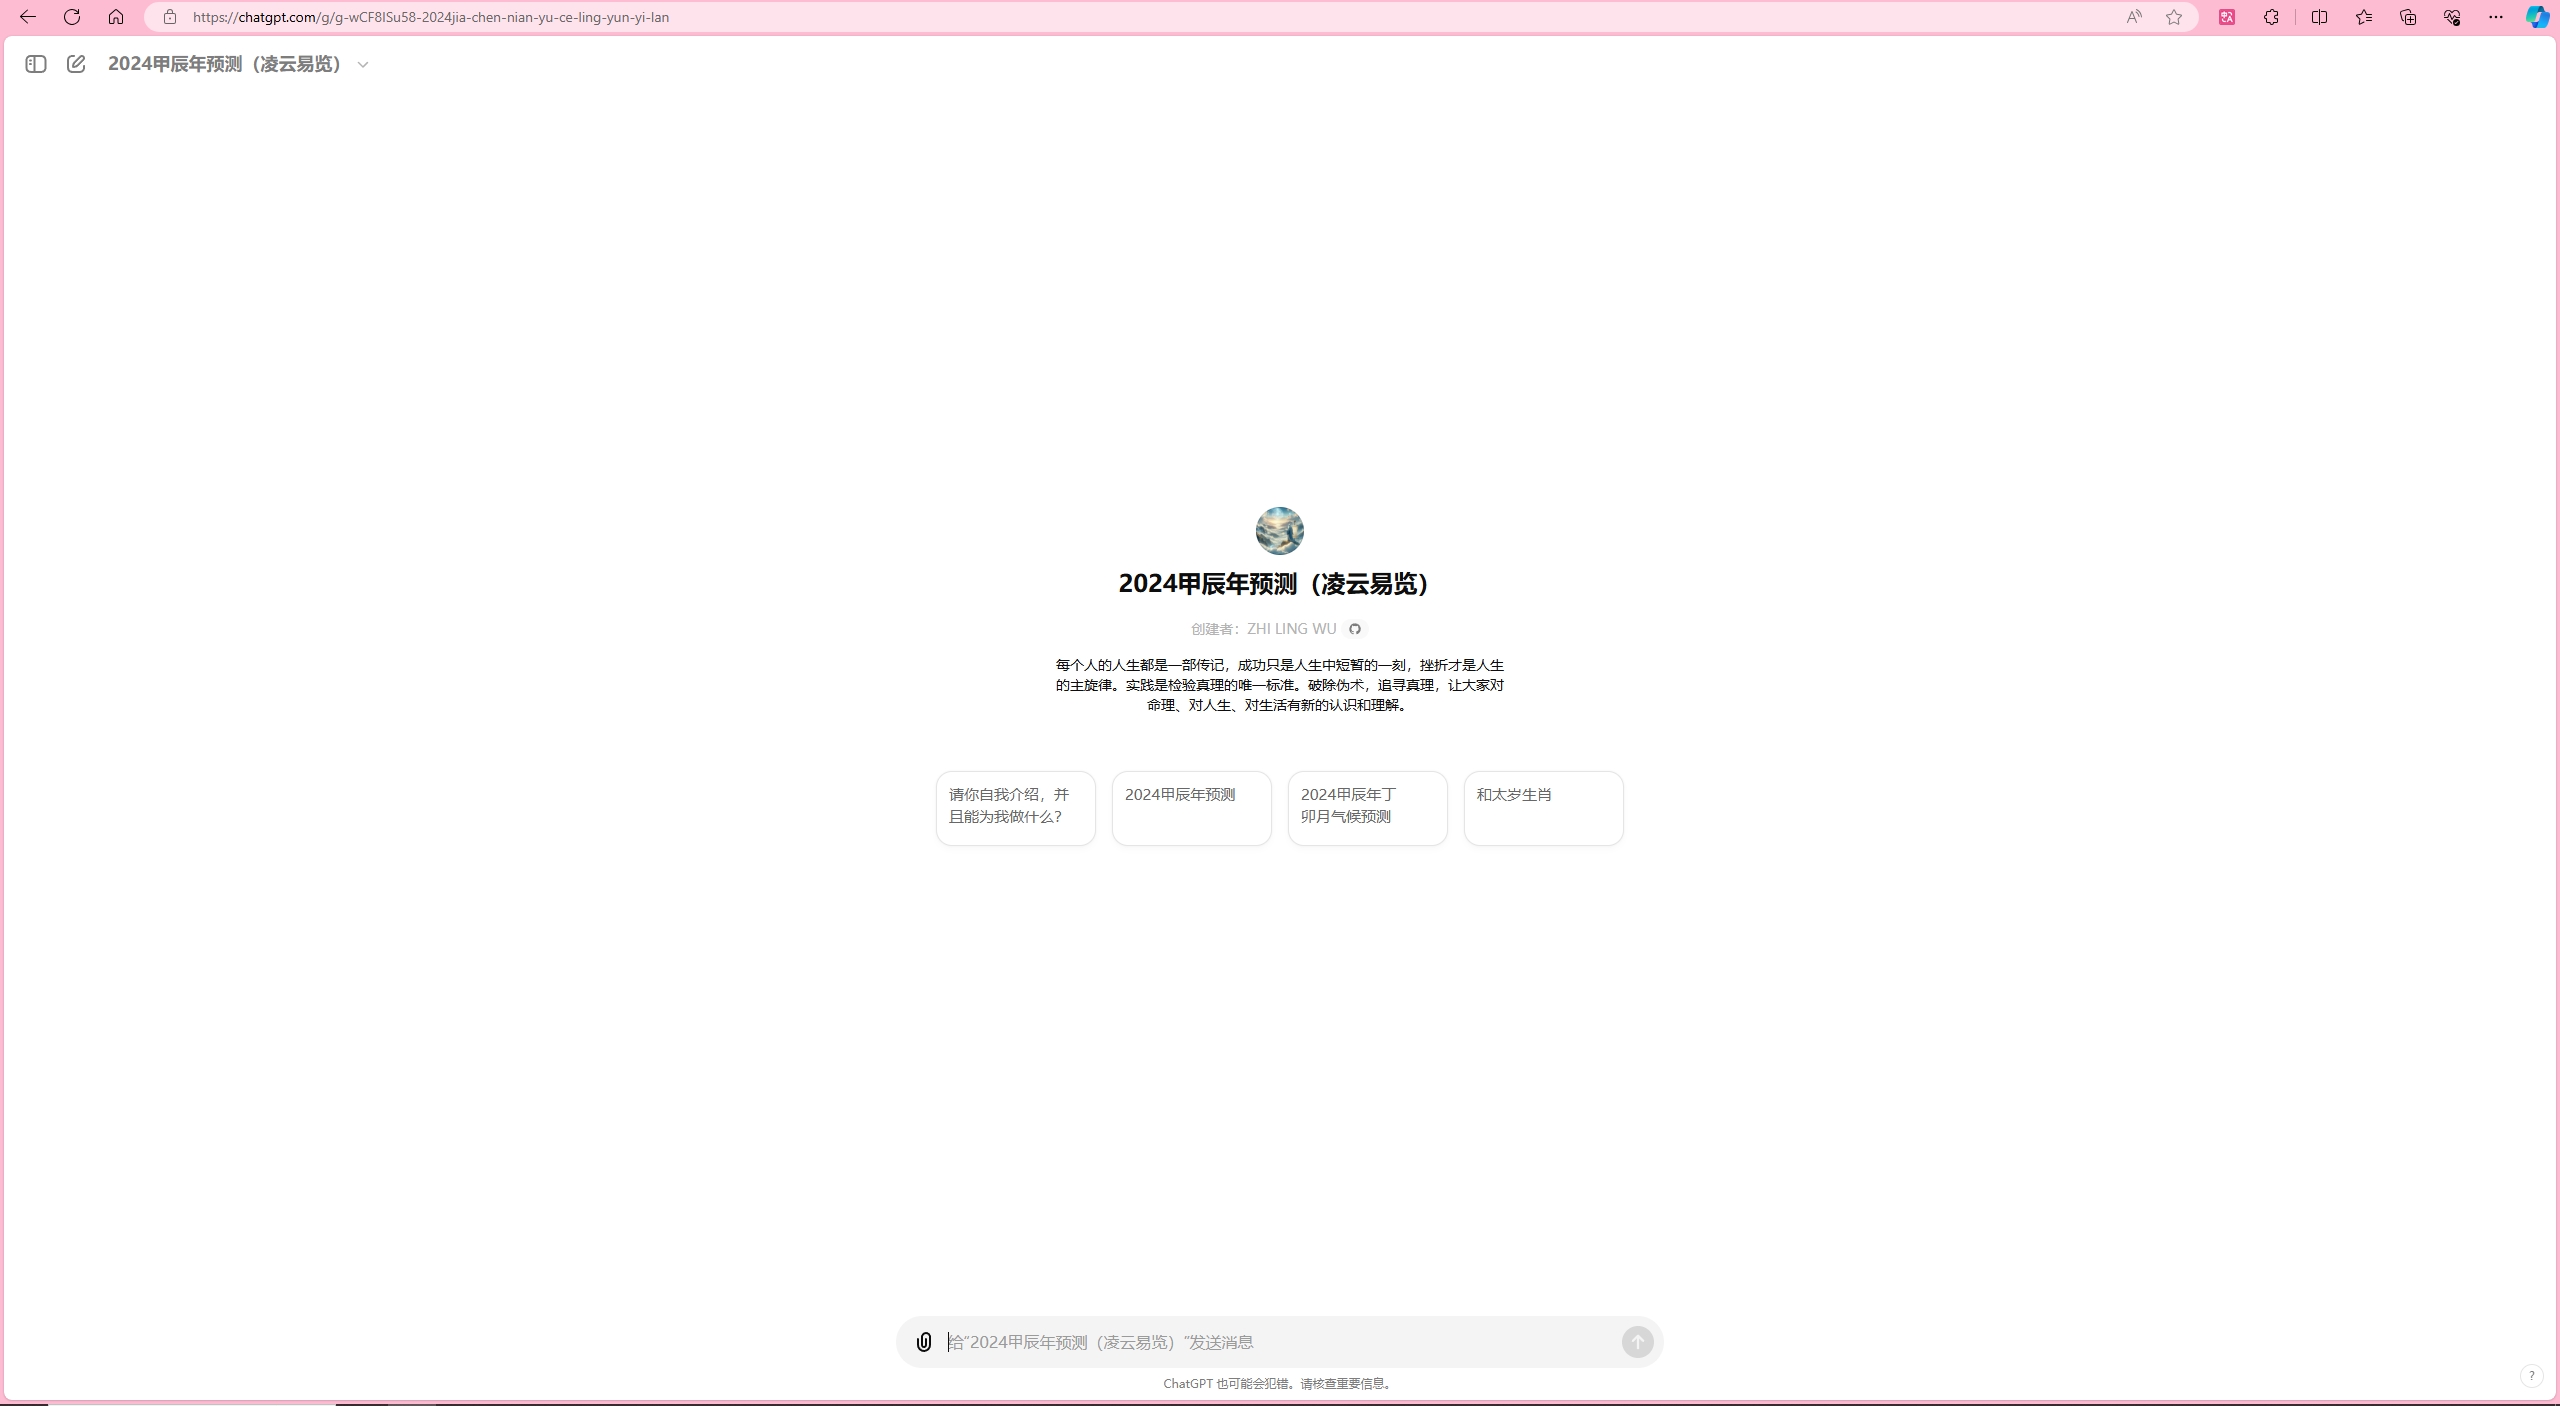 https://chatgpt.com/g/g-wCF8ISu58-2024jia-chen-nian-yu-ce-ling-yun-yi-lan
2024甲辰年预测（凌云易览）
2024甲辰年预测（凌云易览）
创建者：ZHI LING WU
每个人的人生都是一部传记，成功只是人生中短暂的一刻，挫折才是人生
的主旋律。实践是检验真理的唯一标准。破除伪术，追寻真理，让大家对
命理、对人生、对生活有新的认识和理解。
请你自我介绍，并
且能为我做什么？
2024甲辰年预测
2024甲辰年丁
卯月气候预测
和太岁生肖
给“2024甲辰年预测（凌云易览）”发送消息
ChatGPT 也可能会犯错。请核查重要信息。
?